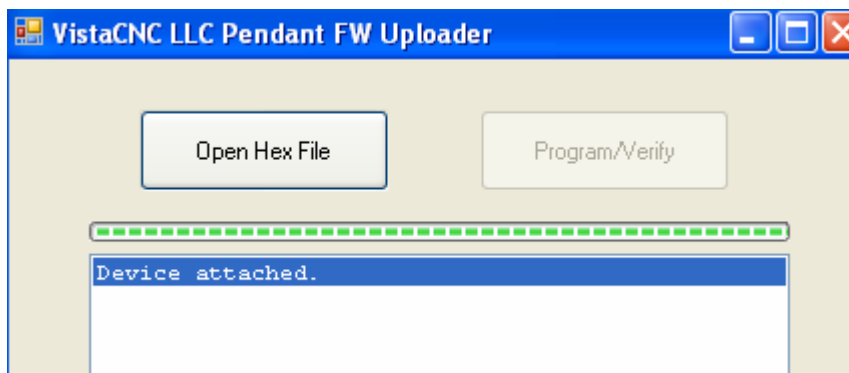 VistaCNC LLC Pendant FW Uploader
Open Hex File Program/Verify
Device attached.